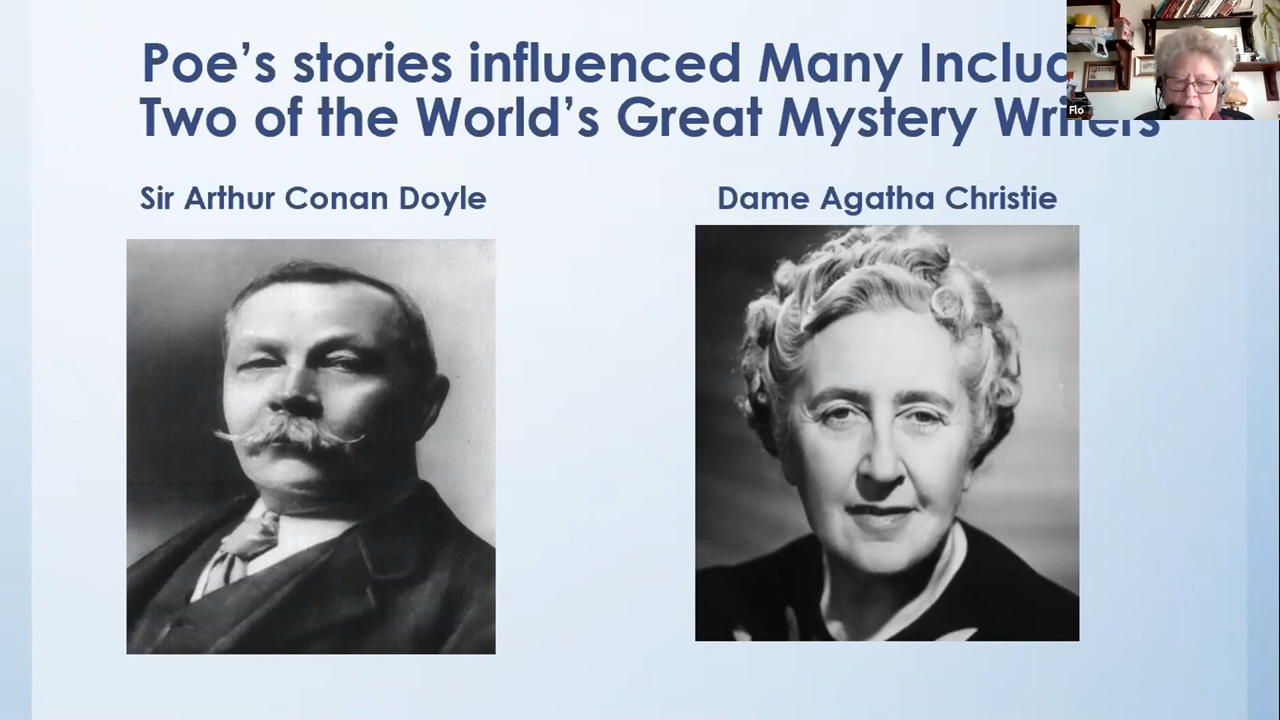 Poe's stories influenced Many Includ
Two of the World's Great Mystery Writers
Flo
Sir Arthur Conan Doyle
Dame Agatha Christie